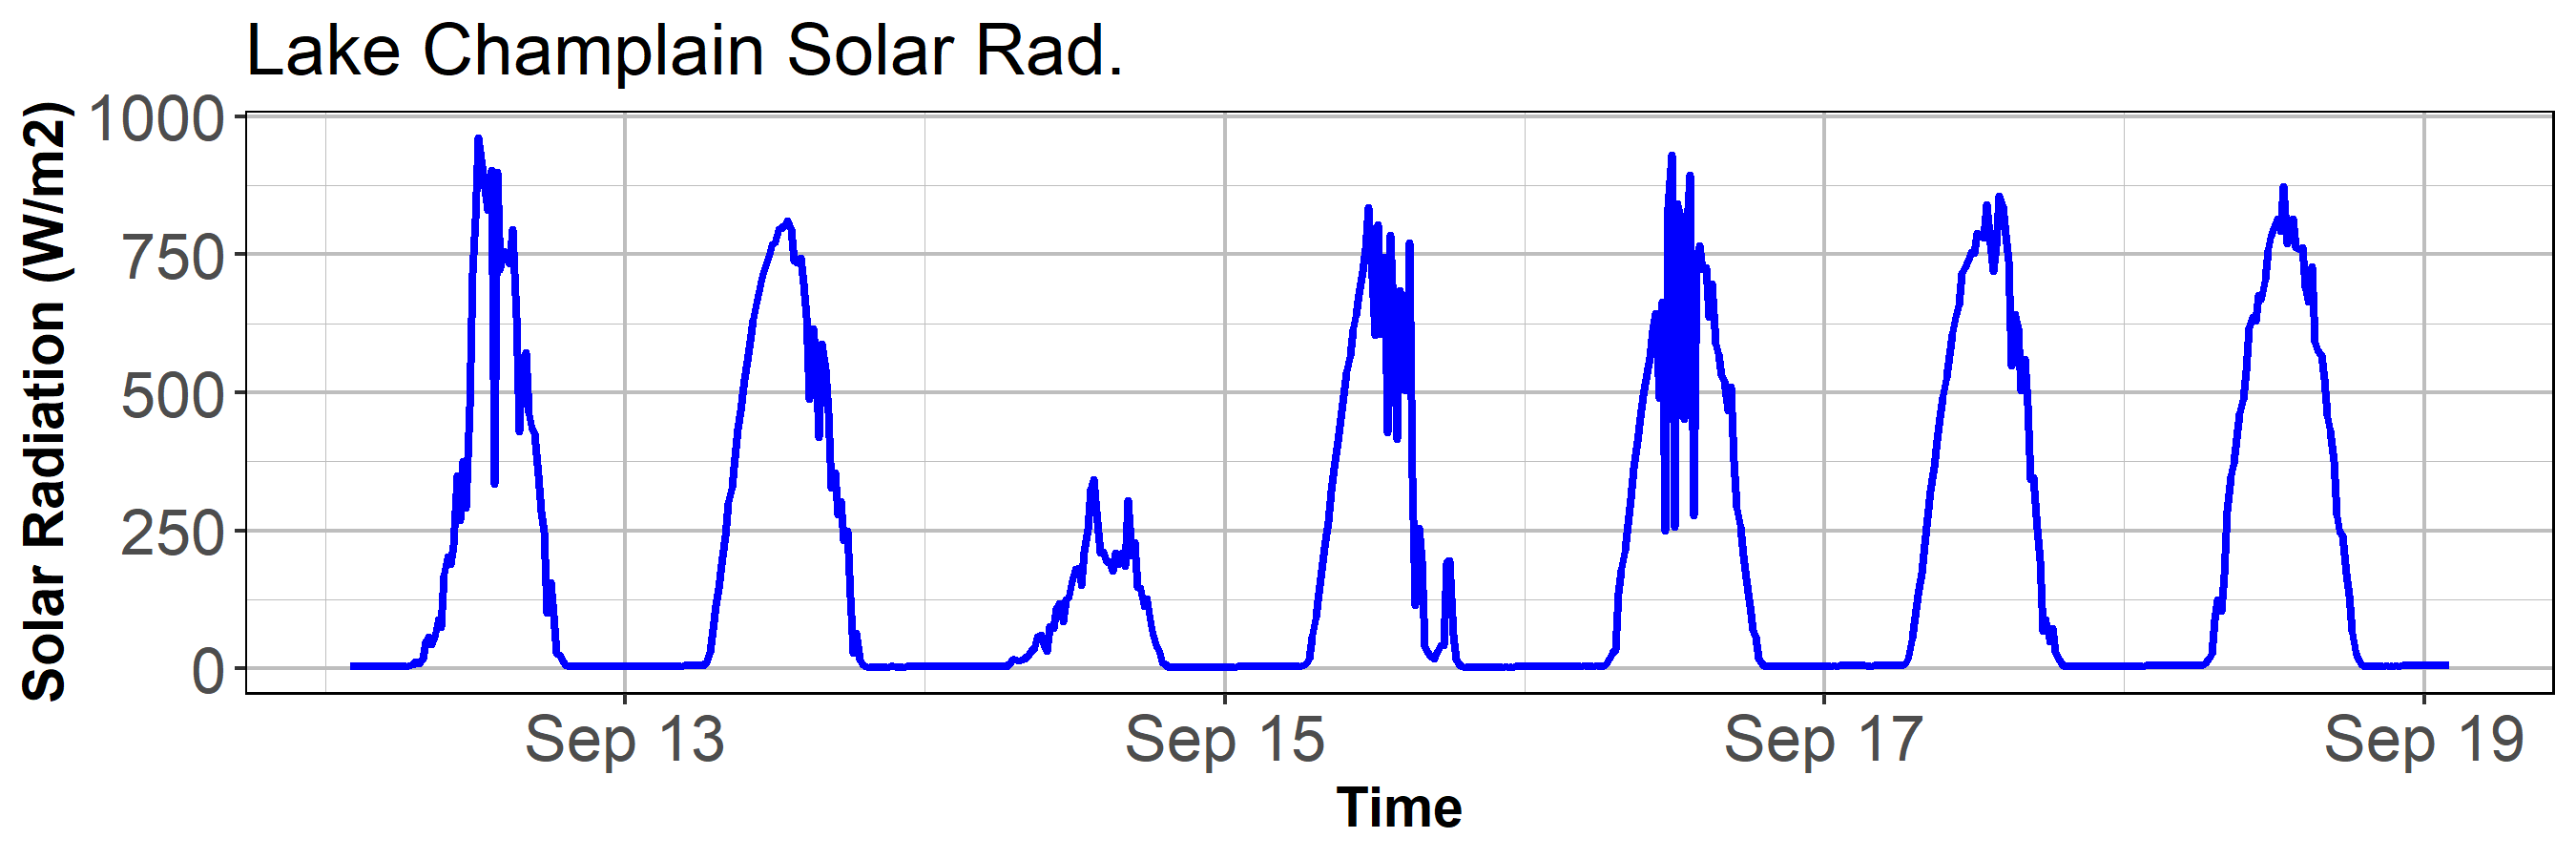 Lake Champlain Solar Rad.
Solar Radiation (W/m2)
1000
750
500
250
0
Sep 13 Sep 15 Sep 17 Sep 19
Time